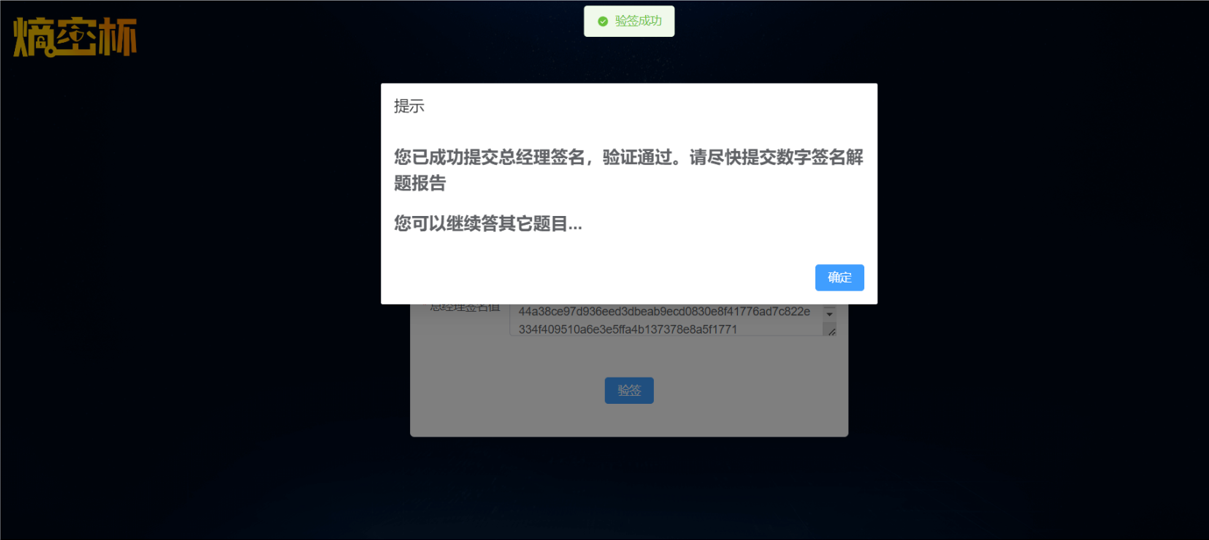 熵密杯
验签成功
提示
您已成功提交总经理签名，验证通过。请尽快提交数字签名解
题报告
您可以继续答其它题目...
确定
总经理签名值
44a38ce97d936eed3dbeab9ecd0830e8f41776ad7c822e
334f409510a6e3e5ffa4b137378e8a5f1771
验签